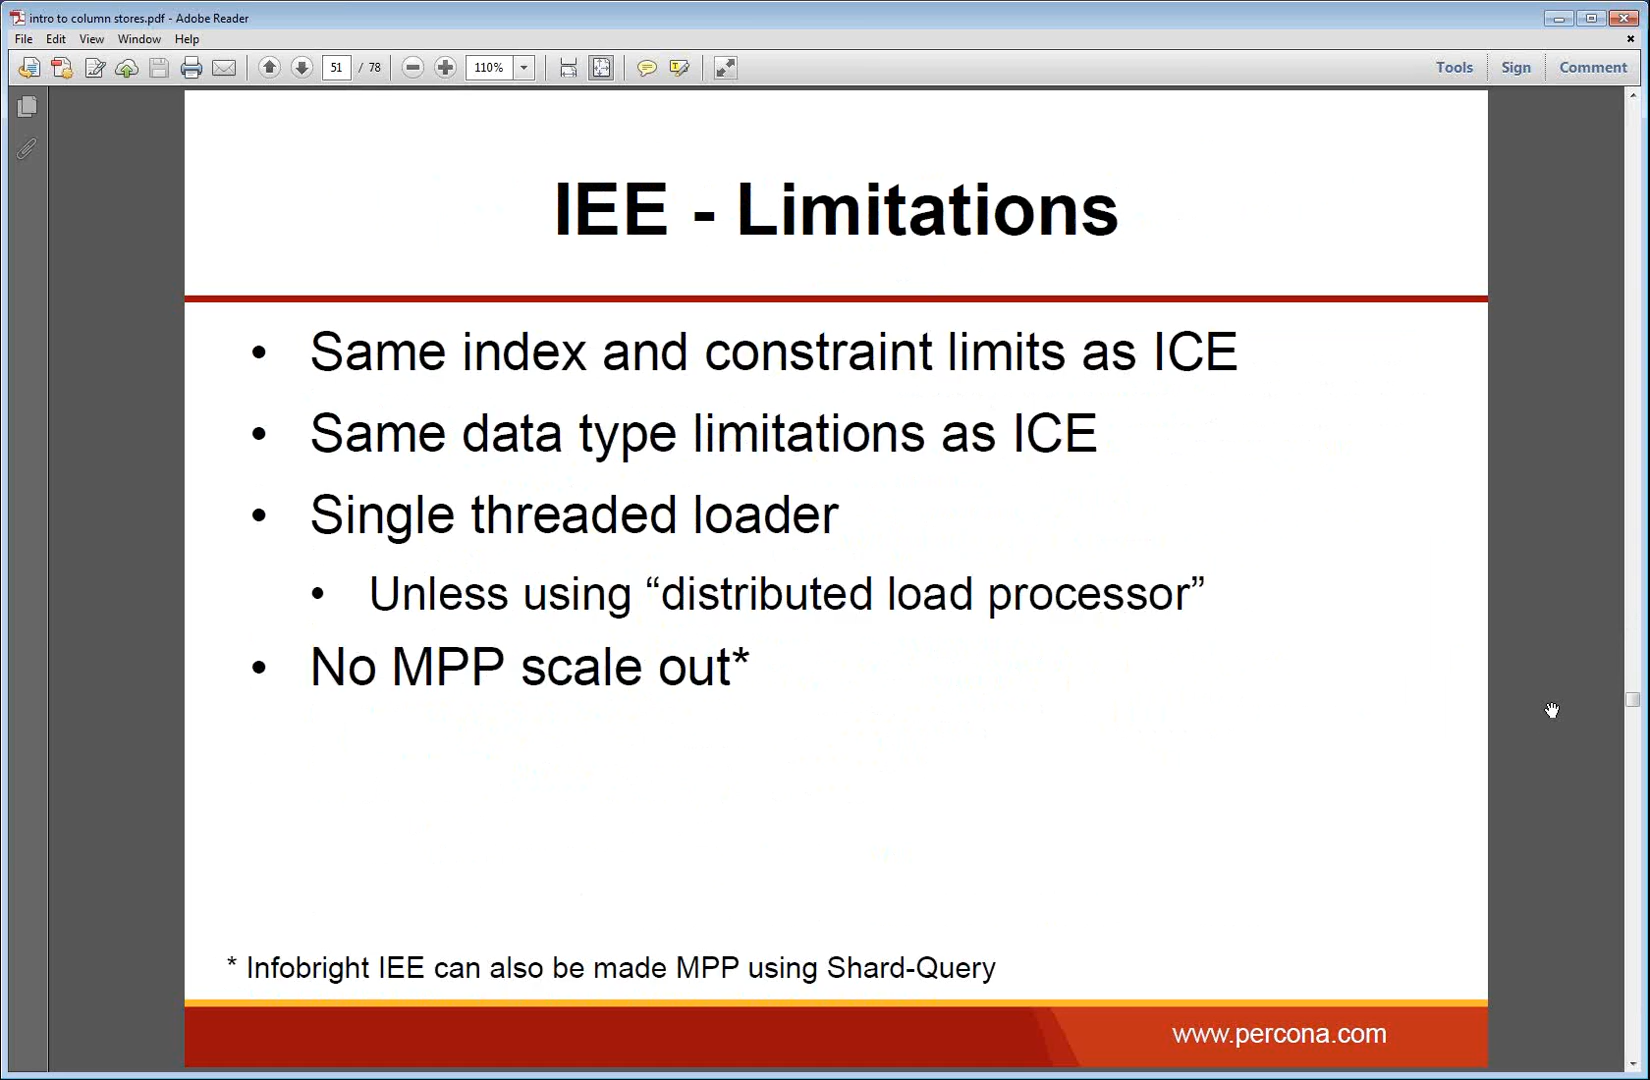 intro to column stores.pdf - Adobe Reader
File Edit View Window Help
51 / 78 110% Tools Sign Comment
IEE - Limitations
• Same index and constraint limits as ICE
• Same data type limitations as ICE
• Single threaded loader
• Unless using “distributed load processor”
• No MPP scale out*
* Infobright IEE can also be made MPP using Shard-Query
www.percona.com